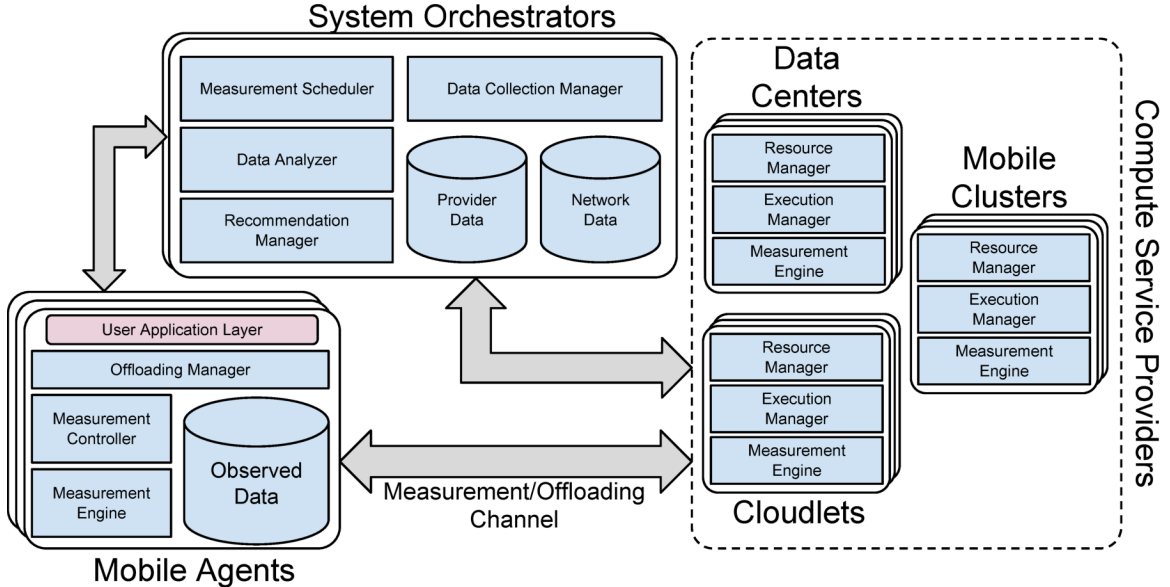 System Orchestrators
Measurement Scheduler
Data Analyzer
Recommendation
Manager
Data Collection Manager
Provider
Data
Network
Data
User Application Layer
Offloading Manager
Measurement
Controller
Measurement
Engine
Observed
Data
Mobile Agents
Measurement/Offloading
Channel
Data
Centers
Resource
Manager
Execution
Manager
Measurement
Engine
Resource
Manager
Execution
Manager
Measurement
Engine
Cloudlets
Mobile
Clusters
Resource
Manager
Execution
Manager
Measurement
Engine
Compute Service Providers